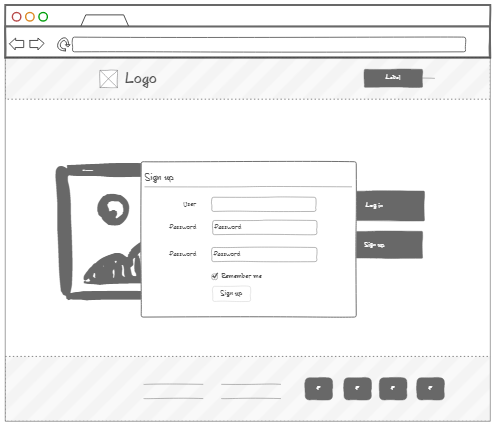 Logo
Label
Sign up
User
Password
Password
Password
Password
Remember me
Sign up
Log in
Sign up